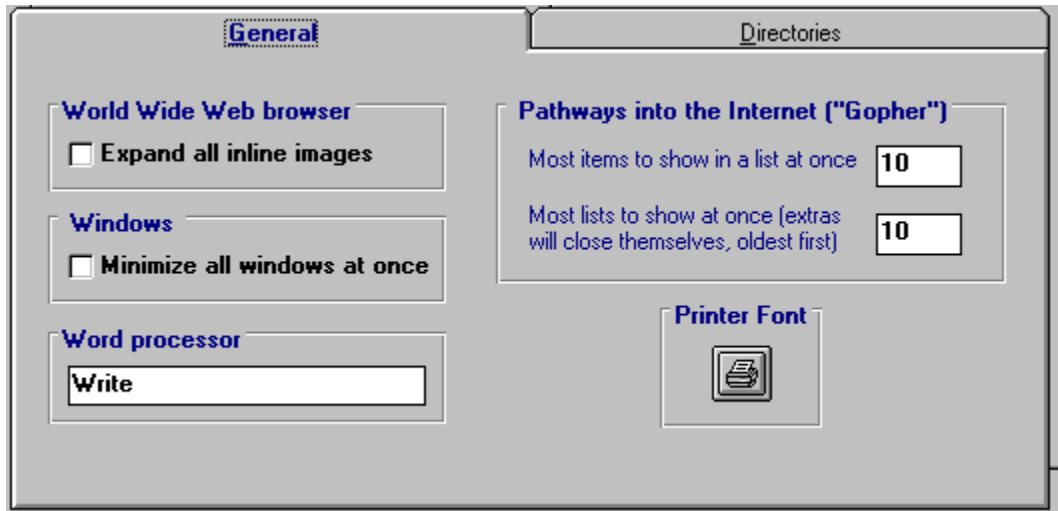 General
Directories
World Wide Web browser
Expand all inline images
Windows
Minimize all windows at once
Word processor
Write
Pathways into the Internet ("Gopher")
Most items to show in a list at once 10
Most lists to show at once (extras
will close themselves, oldest first) 10
Printer Font